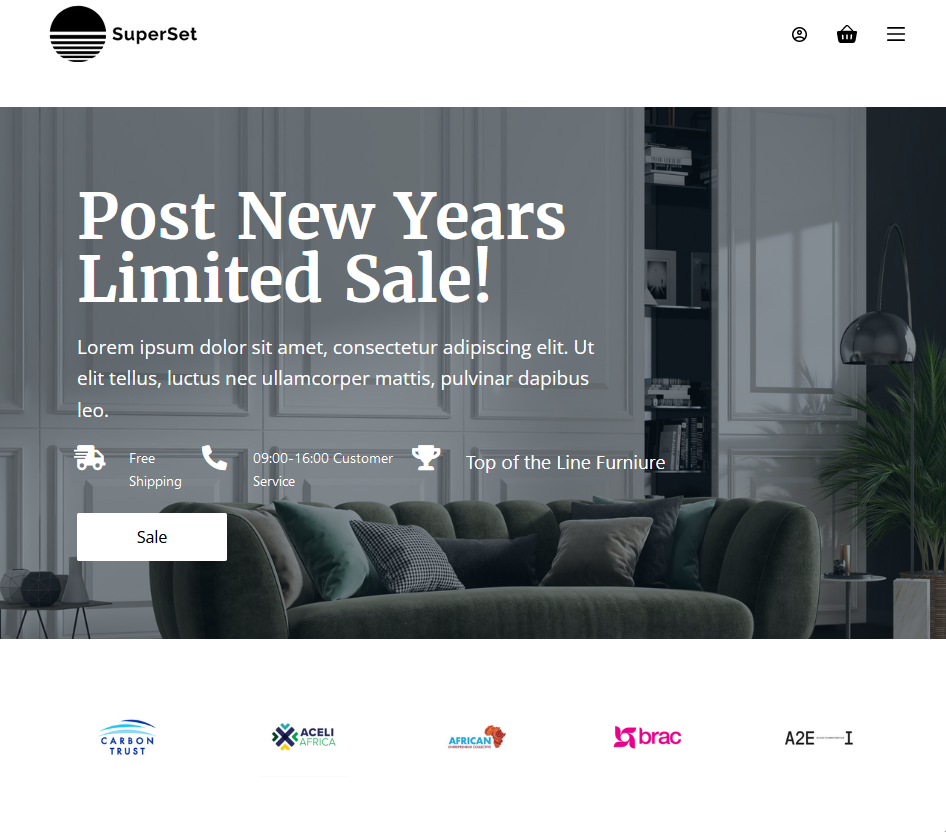 SuperSet
Post New Years
Limited Sale!
Lorem ipsum dolor sit amet, consectetur adipiscing elit. Ut
elit tellus, luctus nec ullamcorper mattis, pulvinar dapibus
leo.
Free
Shipping
09:00-16:00 Customer
Service
Top of the Line Furniure
Sale
CARBON
TRUST
ACELI
AFRICA
AFRICAN
ENTREPRENEUR COLLECTIVE
brac
A2E I